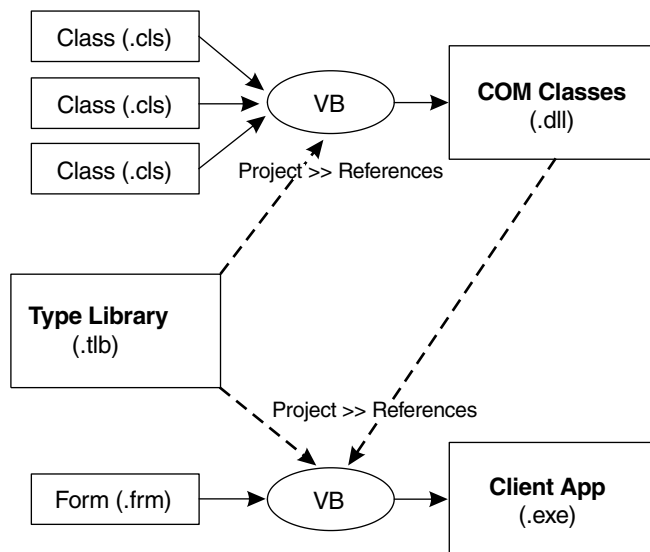 Class (.cls)
Class (.cls)
Class (.cls)
VB
COM Classes
(.dll)
Project >> References
Type Library
(.tlb)
Project >> References
Form (.frm)
VB
Client App
(.exe)